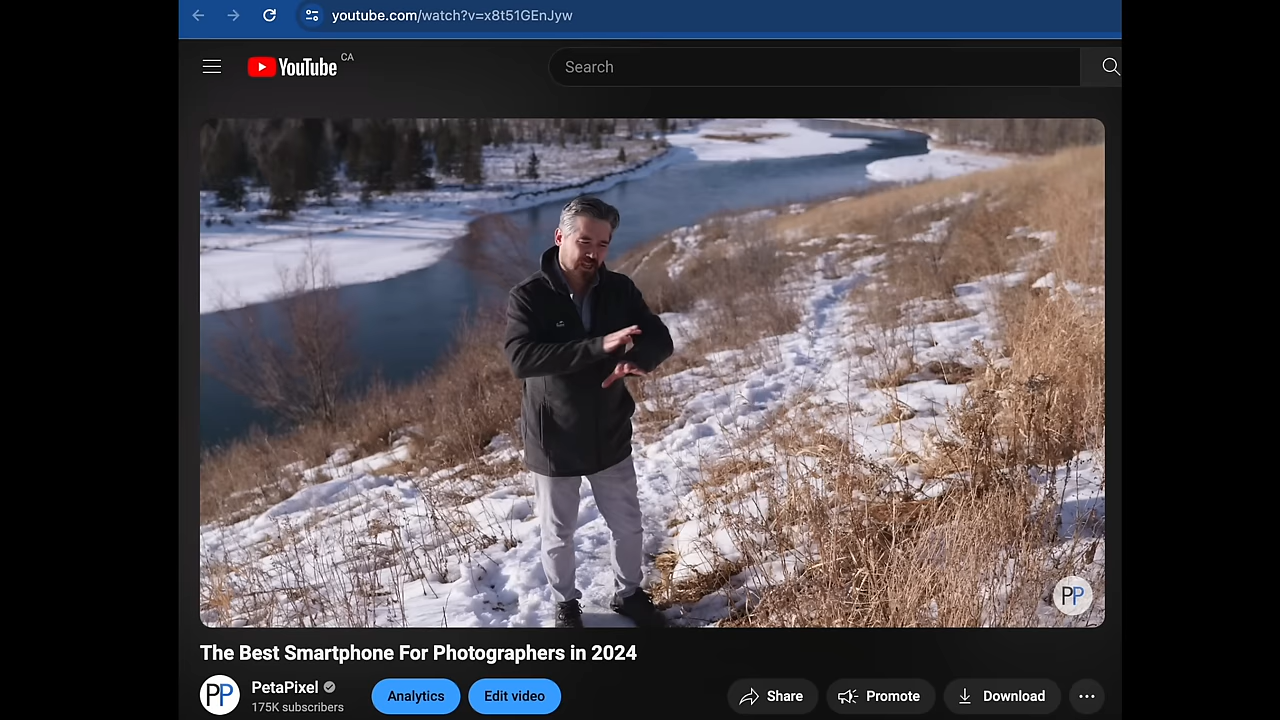 youtube.com/watch?v=x8t51GEnJyw
YouTube CA
Search
PP
The Best Smartphone For Photographers in 2024
PP
PetaPixel
175K subscribers
Analytics
Edit video
Share
Promote
Download